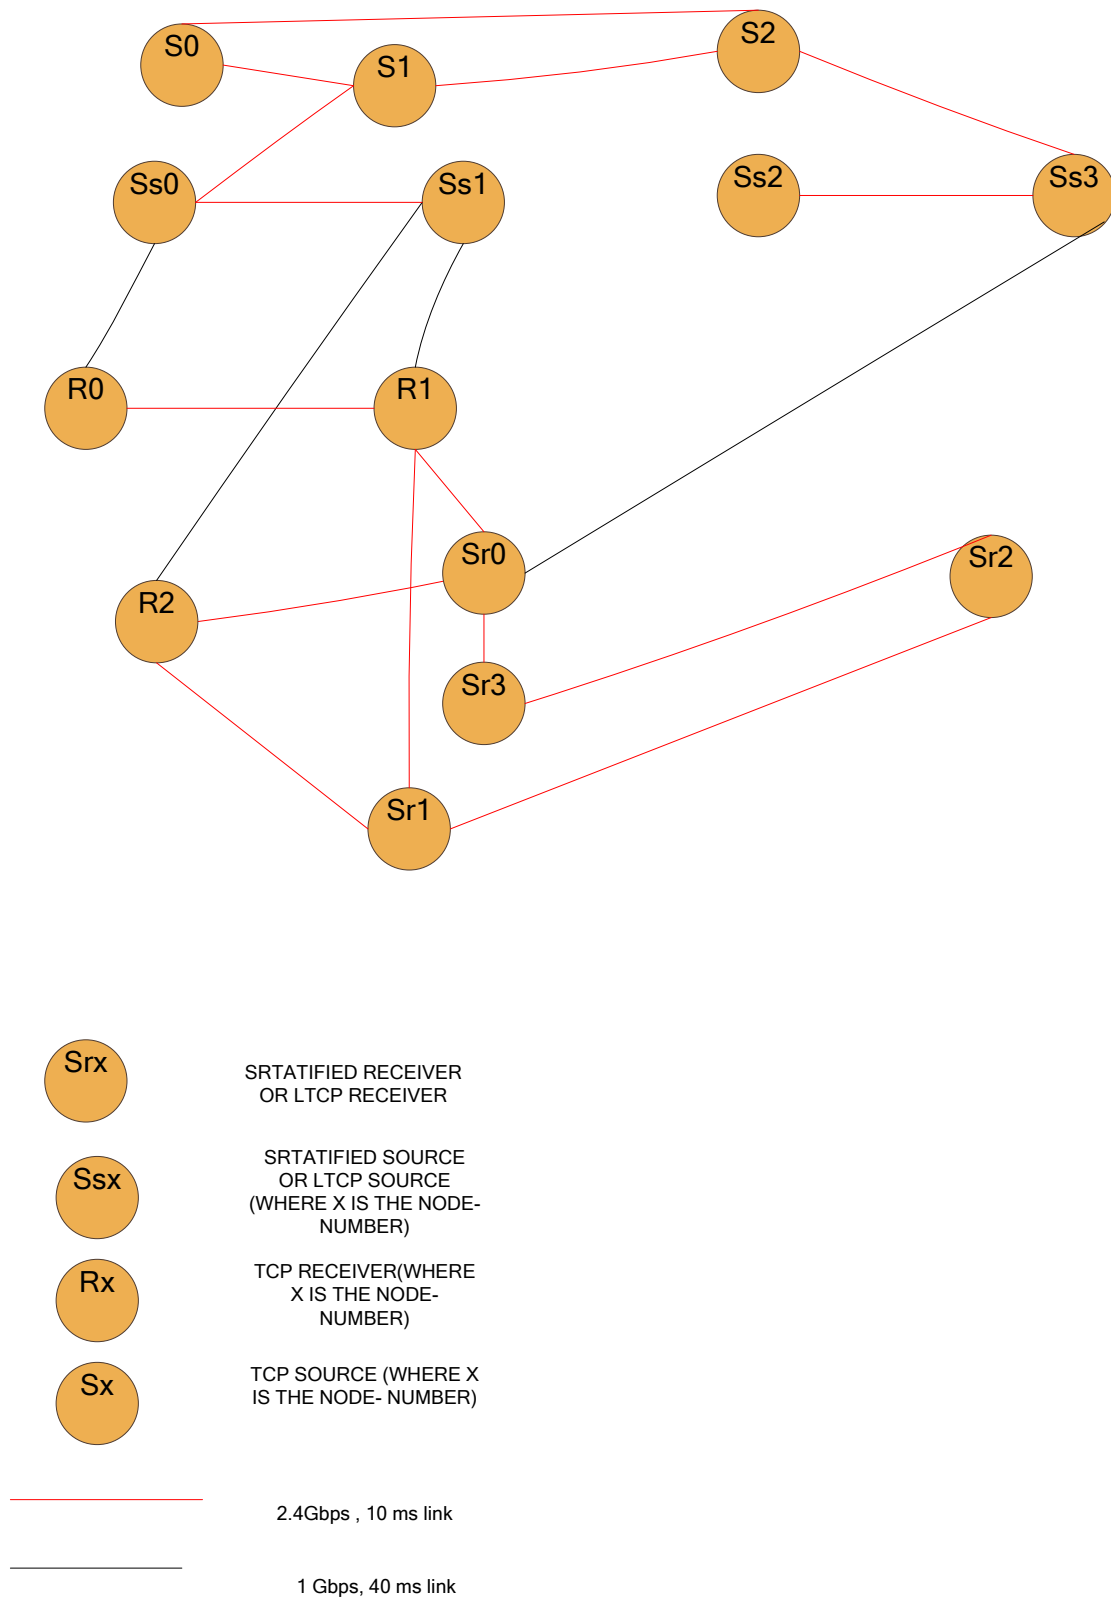 S0
S1
S2
Ss0
Ss1
Ss2
Ss3
R0
R1
Sr0
Sr2
R2
Sr3
Sr1
Srx
SRTATIFIED RECEIVER
OR LTCP RECEIVER
Ssx
SRTATIFIED SOURCE
OR LTCP SOURCE
(WHERE X IS THE NODE-
NUMBER)
Rx
TCP RECEIVER(WHERE
X IS THE NODE-
NUMBER)
Sx
TCP SOURCE (WHERE X
IS THE NODE- NUMBER)
2.4Gbps , 10 ms link
1 Gbps, 40 ms link